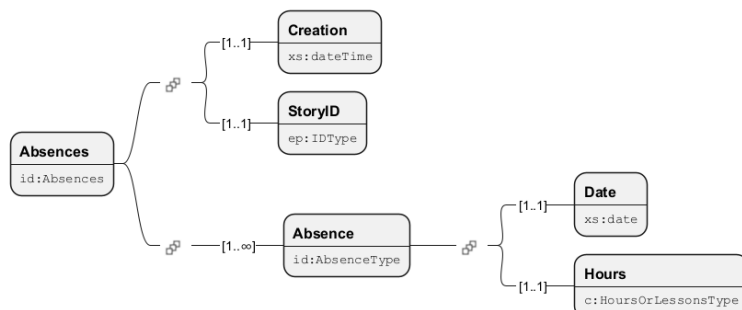 Creation
[1..1]
xs:dateTime
StoryID
[1..1]
ep:IDType
Absences
id:Absences
Date
[1..1]
xs:date
Absence
[1..∞]
id:AbsenceType
Hours
[1..1]
c:HoursOrLessonsType